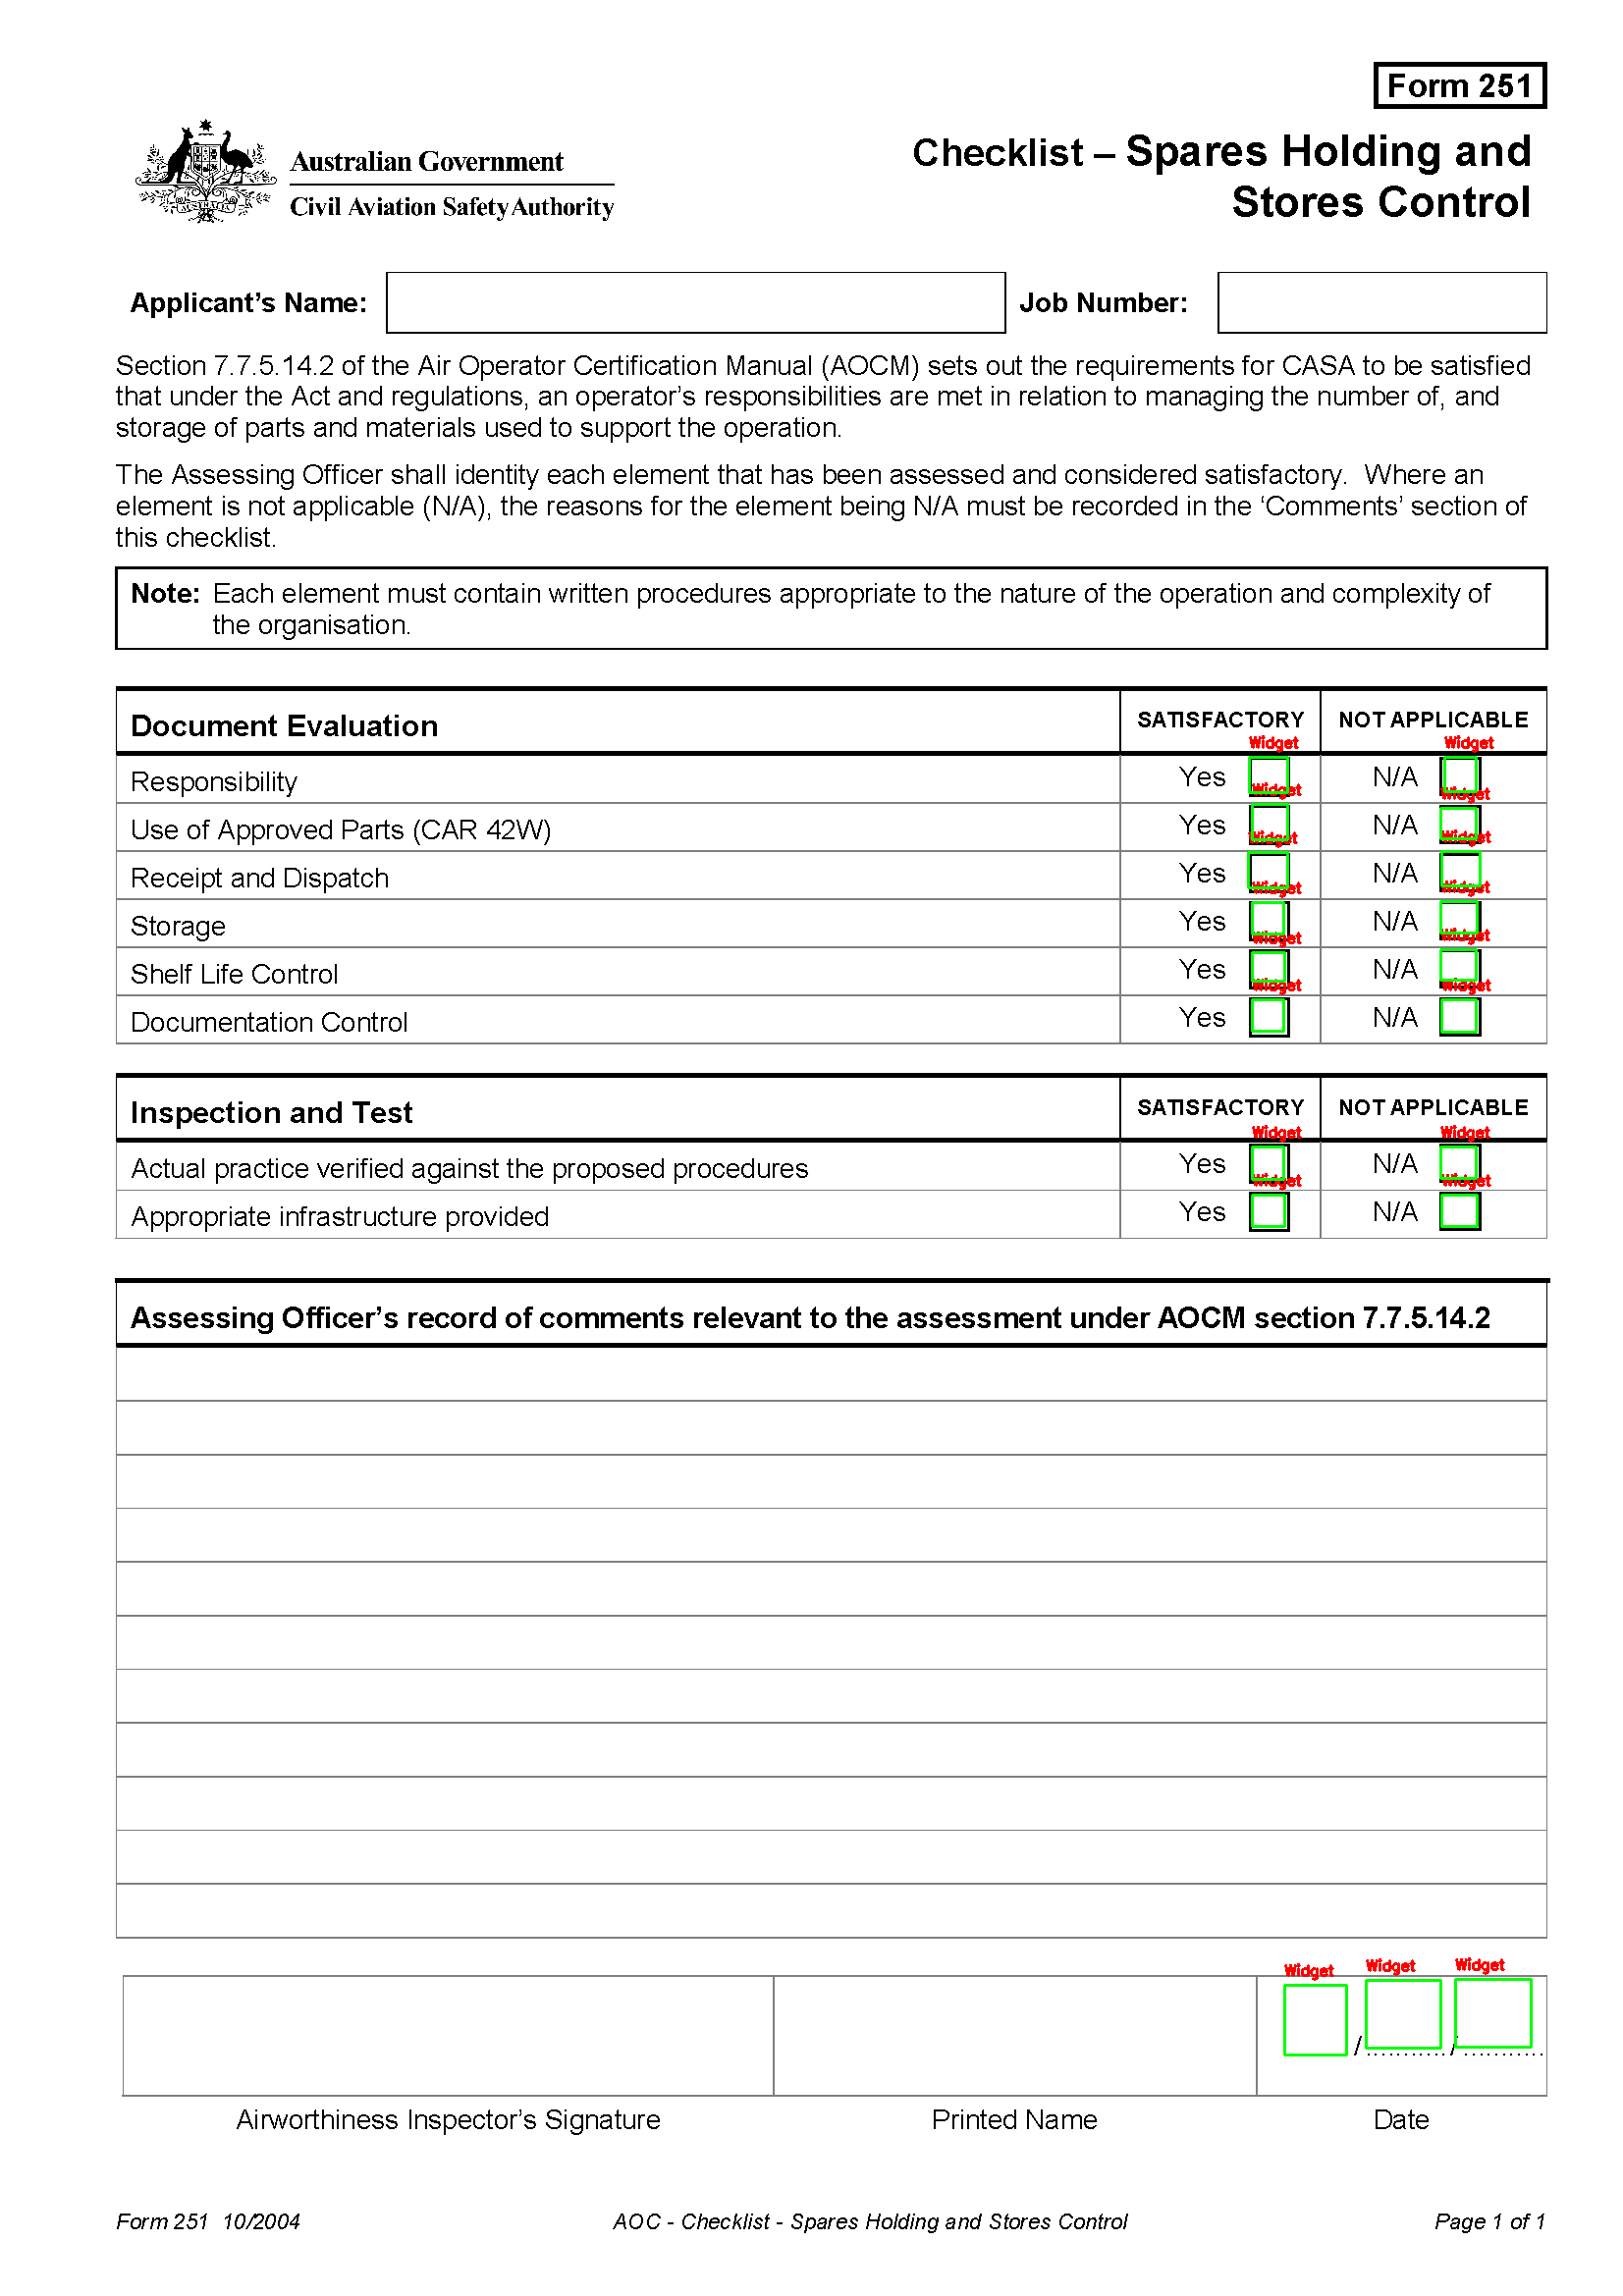 Form 251
Australian Government
Civil Aviation Safety Authority
Checklist – Spares Holding and
Stores Control
Applicant’s Name:
Job Number:
Section 7.7.5.14.2 of the Air Operator Certification Manual (AOCM) sets out the requirements for CASA to be satisfied
that under the Act and regulations, an operator’s responsibilities are met in relation to managing the number of, and
storage of parts and materials used to support the operation.
The Assessing Officer shall identity each element that has been assessed and considered satisfactory.  Where an
element is not applicable (N/A), the reasons for the element being N/A must be recorded in the ‘Comments’ section of
this checklist.
Note: Each element must contain written procedures appropriate to the nature of the operation and complexity of
the organisation.
Document Evaluation SATISFACTORY NOT APPLICABLE
Widget Widget
Responsibility Yes N/A
Widget Widget
Use of Approved Parts (CAR 42W) Yes N/A
Widget Widget
Receipt and Dispatch Yes N/A
Widget Widget
Storage Yes N/A
Widget Widget
Shelf Life Control Yes N/A
Widget Widget
Documentation Control Yes N/A
Inspection and Test SATISFACTORY NOT APPLICABLE
Widget Widget
Actual practice verified against the proposed procedures Yes N/A
Widget Widget
Appropriate infrastructure provided Yes N/A
Assessing Officer’s record of comments relevant to the assessment under AOCM section 7.7.5.14.2
Widget Widget Widget
/ ........... / ...........
Airworthiness Inspector’s Signature Printed Name Date
Form 251  10/2004 AOC - Checklist - Spares Holding and Stores Control Page 1 of 1